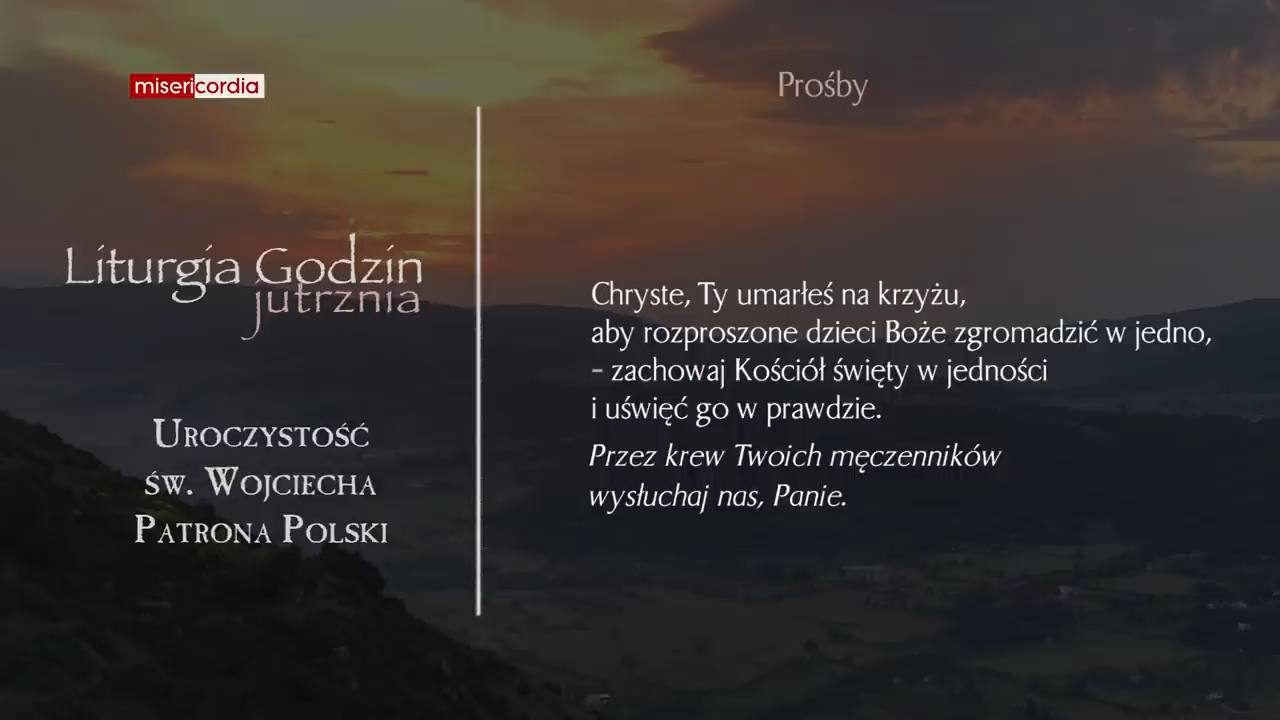 misericordia
Prośby
Liturgia Godzin
jutrznia
Uroczystość
św. Wojciecha
Patrona Polski
Chryste, Ty umarłeś na krzyżu,
aby rozproszone dzieci Boże zgromadzić w jedno,
- zachowaj Kościół święty w jedności
i uświęć go w prawdzie.
Przez krew Twoich męczenników
wysłuchaj nas, Panie.